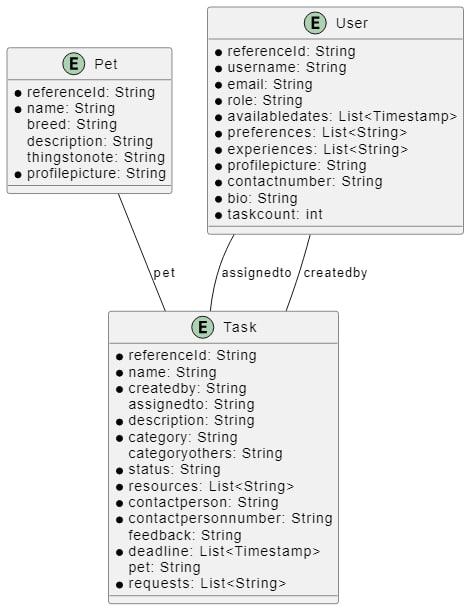 E Pet
referenceId: String
name: String
breed: String
description: String
thingstonote: String
profilepicture: String
E User
referenceId: String
username: String
email: String
role: String
availabledates: List<Timestamp>
preferences: List<String>
experiences: List<String>
profilepicture: String
contactnumber: String
bio: String
taskcount: int
pet
assignedto
createdby
E Task
referenceId: String
name: String
createdby: String
assignedto: String
description: String
category: String
categoryothers: String
status: String
resources: List<String>
contactperson: String
contactpersonnumber: String
feedback: String
deadline: List<Timestamp>
pet: String
requests: List<String>